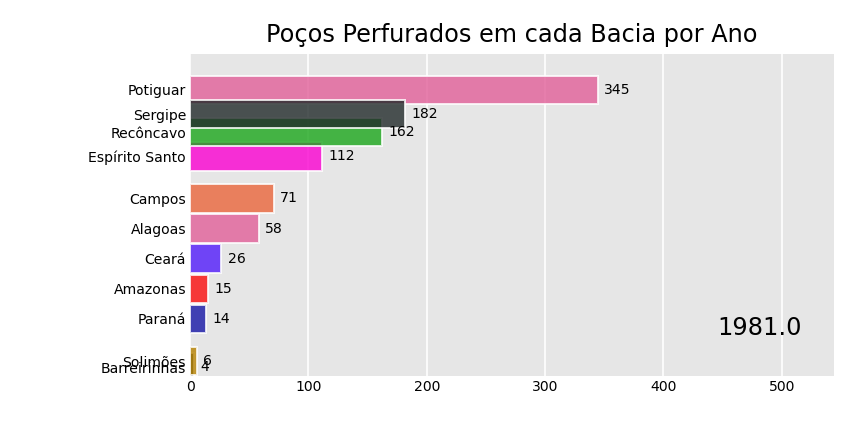 Poços Perfurados em cada Bacia por Ano
Potiguar 345
Sergipe 182
Recôncavo 162
Espírito Santo 112
Campos 71
Alagoas 58
Ceará 26
Amazonas 15
Paraná 14
1981.0
Solimões 6
Barreirinhas 4
0 100 200 300 400 500